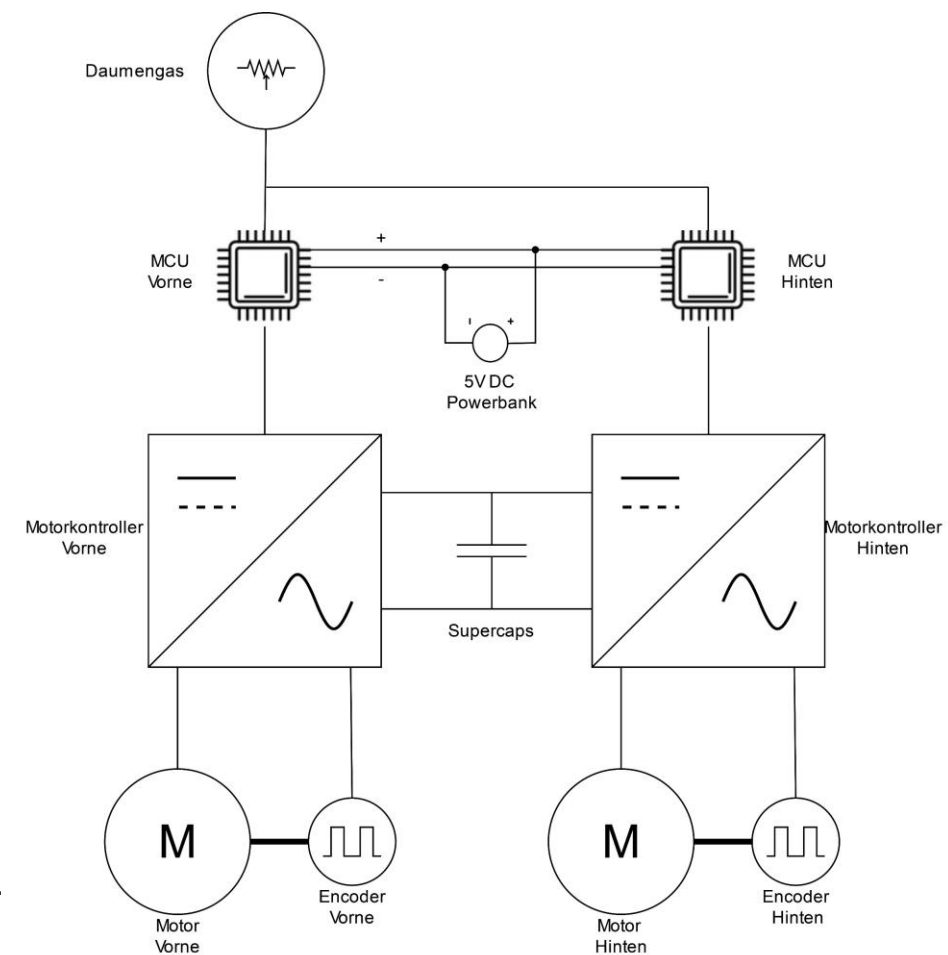 Daumengas
MCU
Vorne
+
-
MCU
Hinten
- +
5V DC
Powerbank
Motorkontroller
Vorne
Motorkontroller
Hinten
Supercaps
M
M
Encoder
Vorne
Encoder
Hinten
Motor
Vorne
Motor
Hinten